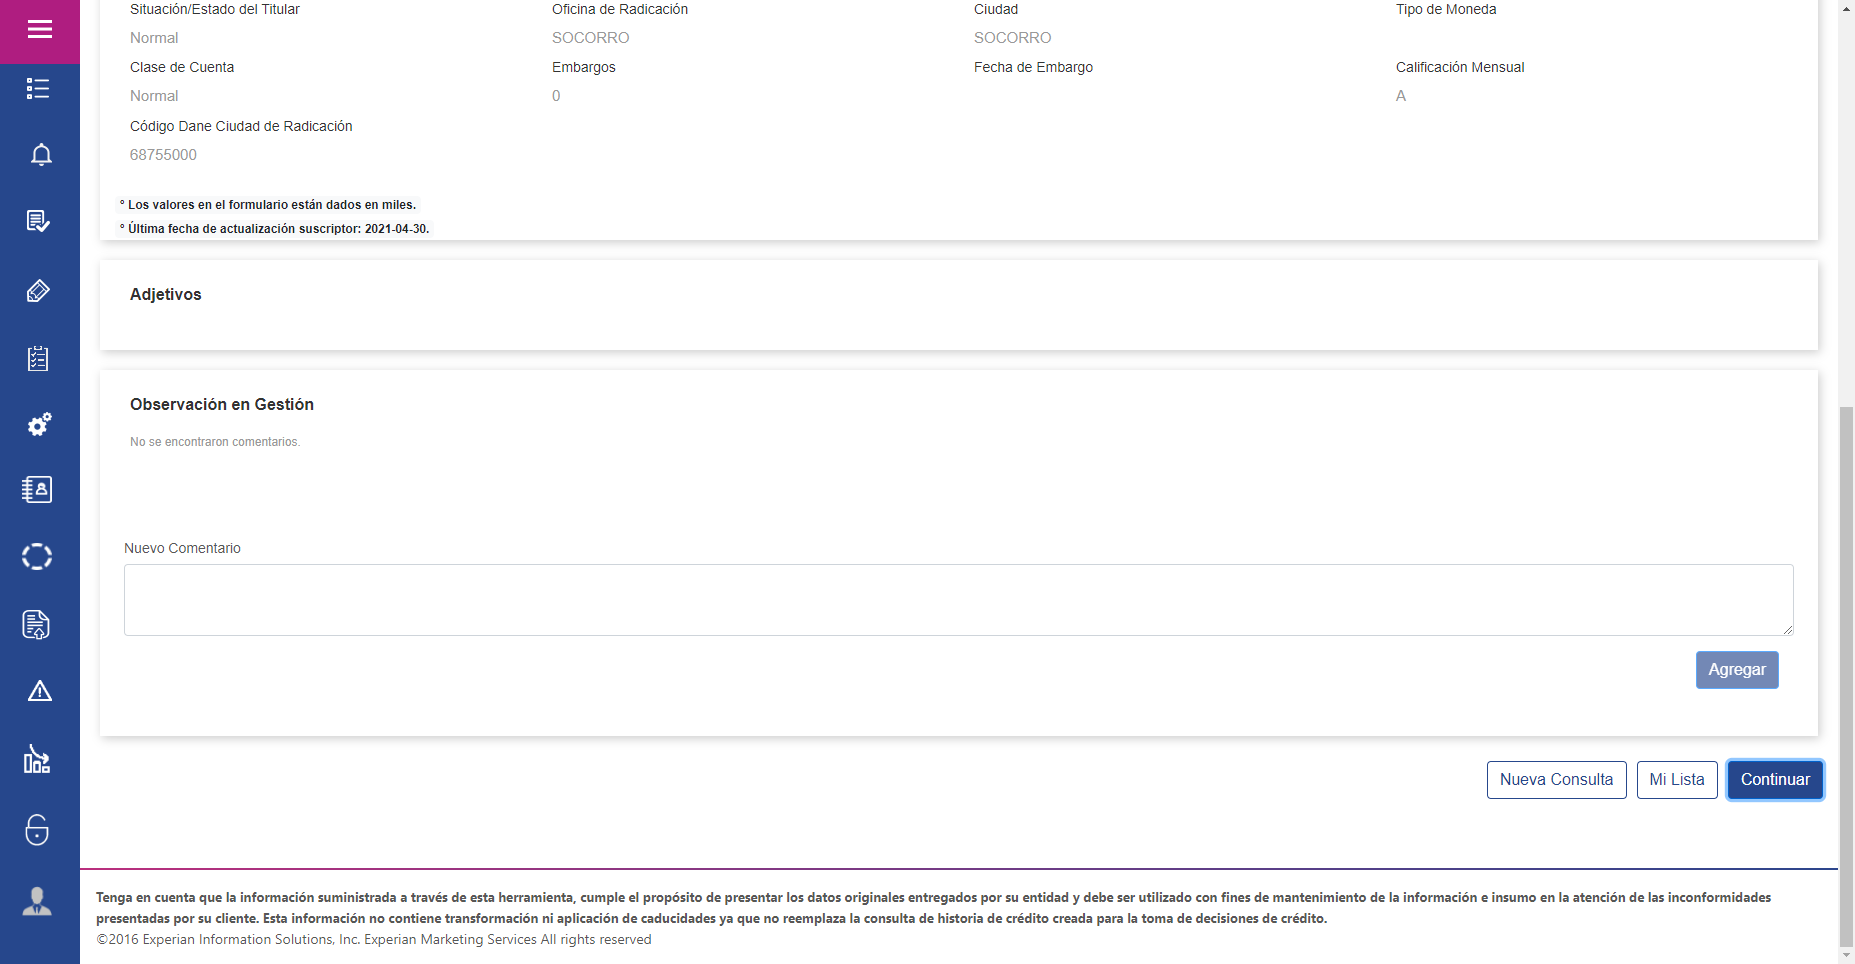 Situación/Estado del Titular Oficina de Radicación Ciudad Tipo de Moneda
Normal SOCORRO SOCORRO
Clase de Cuenta Embargos Fecha de Embargo Calificación Mensual
Normal 0 A
Código Dane Ciudad de Radicación
68755000
° Los valores en el formulario están dados en miles.
° Última fecha de actualización suscriptor: 2021-04-30.
Adjetivos
Observación en Gestión
No se encontraron comentarios.
Nuevo Comentario
Agregar
Nueva Consulta Mi Lista Continuar
Tenga en cuenta que la información suministrada a través de esta herramienta, cumple el propósito de presentar los datos originales entregados por su entidad y debe ser utilizado con fines de mantenimiento de la información e insumo en la atención de las inconformidades
presentadas por su cliente. Esta información no contiene transformación ni aplicación de caducidades ya que no reemplaza la consulta de historia de crédito creada para la toma de decisiones de crédito.
©2016 Experian Information Solutions, Inc. Experian Marketing Services All rights reserved